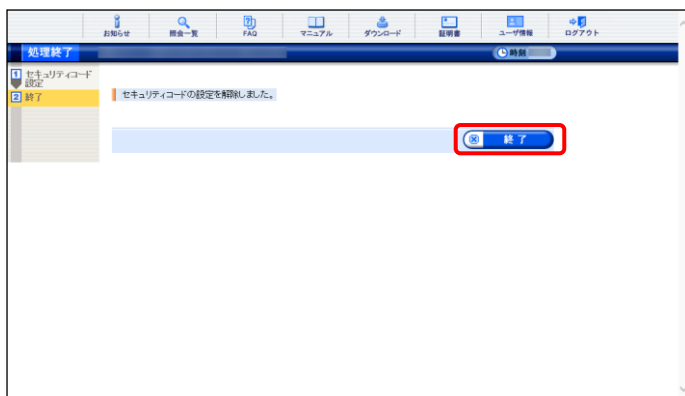 お知らせ
照会一覧
FAQ
マニュアル
ダウンロード
証明書
ユーザ情報
ログアウト
処理終了
時刻
1 セキュリティコード
設定
2 終了
セキュリティコードの設定を解除しました。
終了